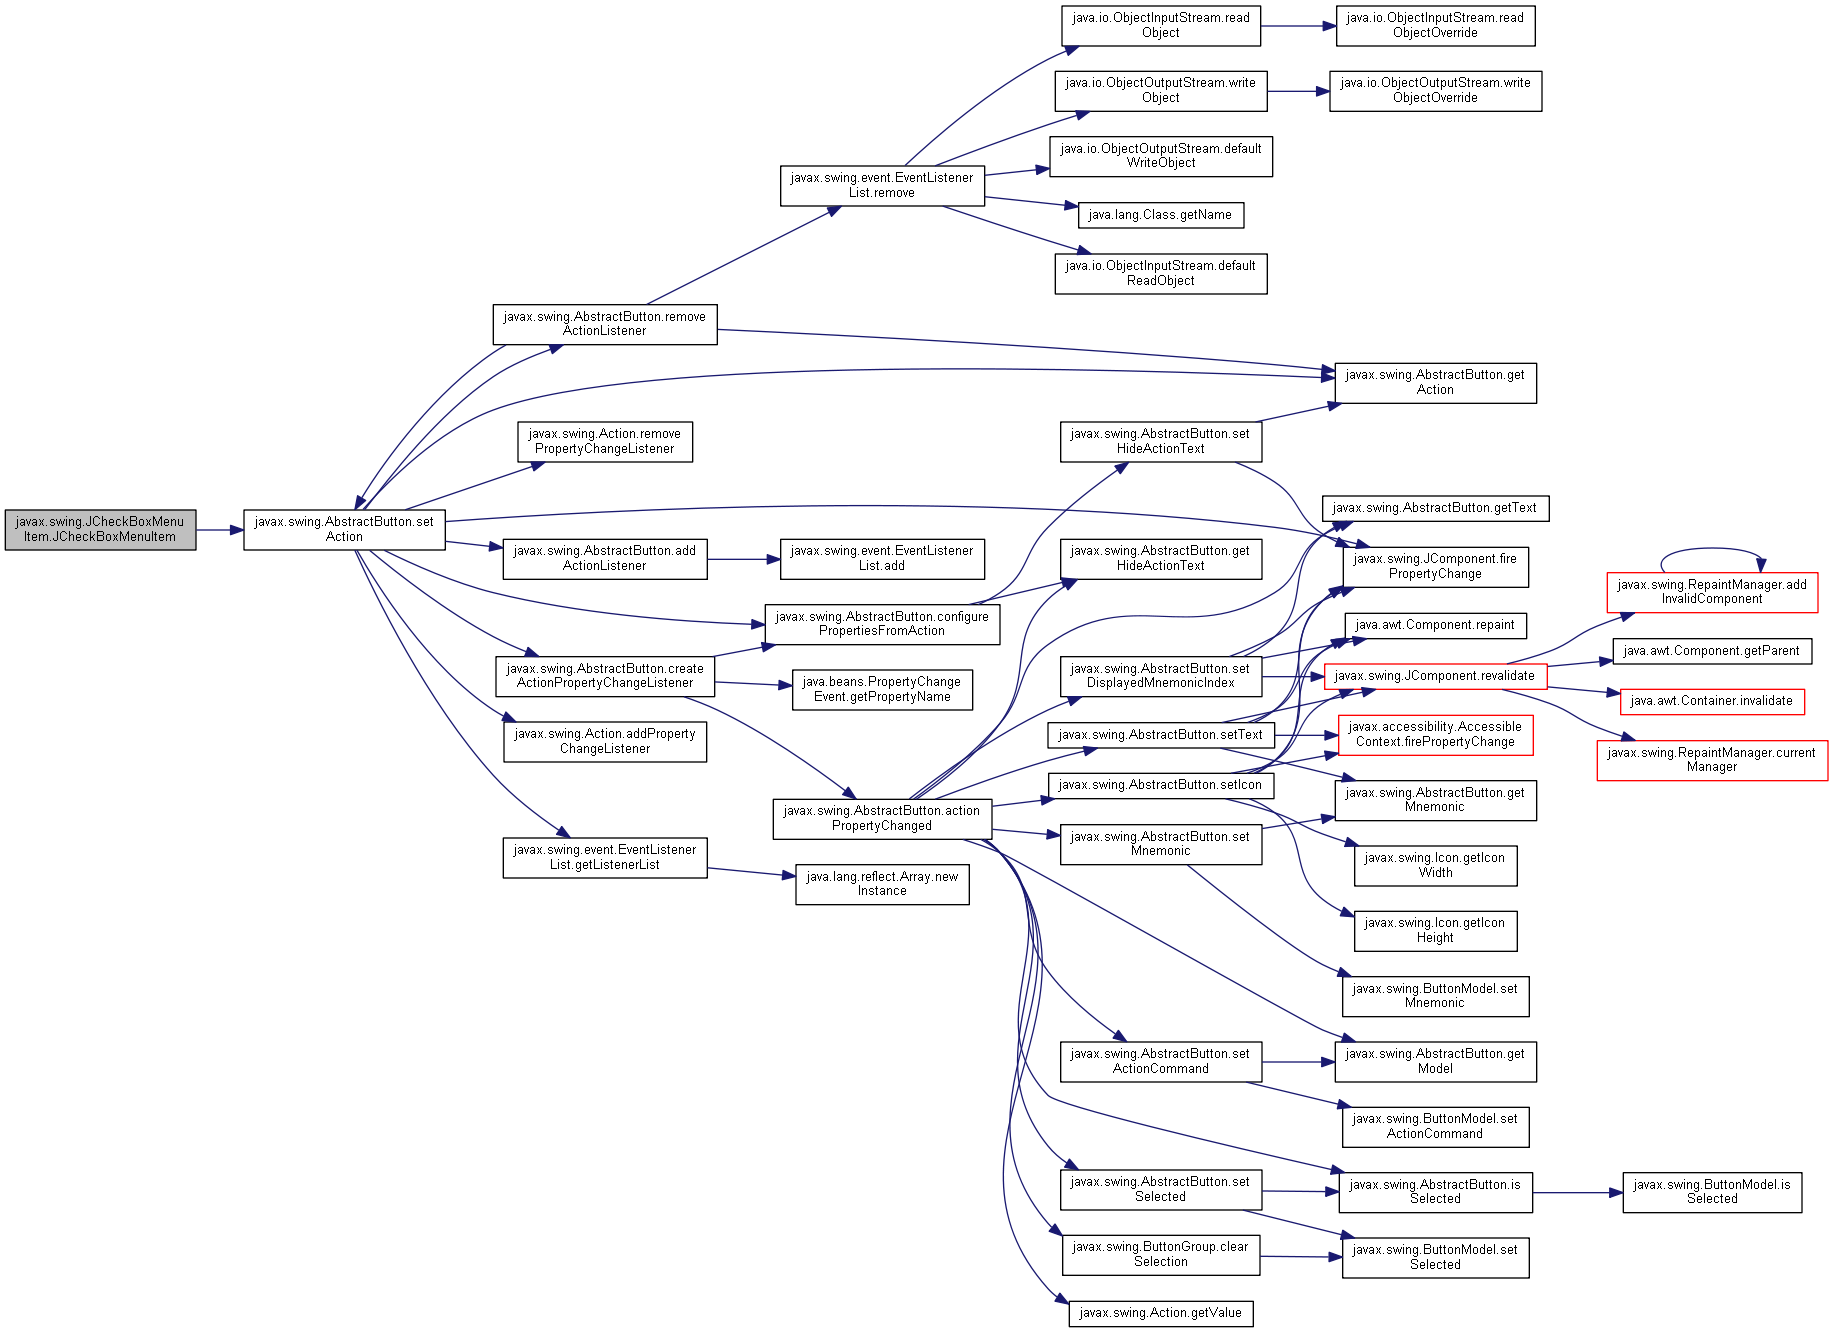 javax.swing.JCheckBoxMenu
Item.JCheckBoxMenuItem
javax.swing.AbstractButton.set
Action
javax.swing.AbstractButton.remove
ActionListener
javax.swing.Action.remove
PropertyChangeListener
javax.swing.AbstractButton.add
ActionListener
javax.swing.AbstractButton.create
ActionPropertyChangeListener
javax.swing.Action.addProperty
ChangeListener
javax.swing.event.EventListener
List.getListenerList
javax.swing.event.EventListener
List.remove
javax.swing.event.EventListener
List.add
javax.swing.AbstractButton.configure
PropertiesFromAction
java.beans.PropertyChange
Event.getPropertyName
javax.swing.AbstractButton.action
PropertyChanged
java.lang.reflect.Array.new
Instance
java.io.ObjectInputStream.read
Object
java.io.ObjectOutputStream.write
Object
java.io.ObjectOutputStream.default
WriteObject
java.lang.Class.getName
java.io.ObjectInputStream.default
ReadObject
javax.swing.AbstractButton.set
HideActionText
javax.swing.AbstractButton.get
HideActionText
javax.swing.AbstractButton.set
DisplayedMnemonicIndex
javax.swing.AbstractButton.setText
javax.swing.AbstractButton.setIcon
javax.swing.AbstractButton.set
Mnemonic
javax.swing.AbstractButton.set
ActionCommand
javax.swing.AbstractButton.set
Selected
javax.swing.ButtonGroup.clear
Selection
javax.swing.Action.getValue
java.io.ObjectInputStream.read
ObjectOverride
java.io.ObjectOutputStream.write
ObjectOverride
javax.swing.AbstractButton.get
Action
javax.swing.AbstractButton.getText
javax.swing.JComponent.fire
PropertyChange
java.awt.Component.repaint
javax.swing.JComponent.revalidate
javax.accessibility.Accessible
Context.firePropertyChange
javax.swing.AbstractButton.get
Mnemonic
javax.swing.Icon.getIcon
Width
javax.swing.Icon.getIcon
Height
javax.swing.ButtonModel.set
Mnemonic
javax.swing.AbstractButton.get
Model
javax.swing.ButtonModel.set
ActionCommand
javax.swing.AbstractButton.is
Selected
javax.swing.ButtonModel.set
Selected
javax.swing.RepaintManager.add
InvalidComponent
java.awt.Component.getParent
java.awt.Container.invalidate
javax.swing.RepaintManager.current
Manager
javax.swing.ButtonModel.is
Selected